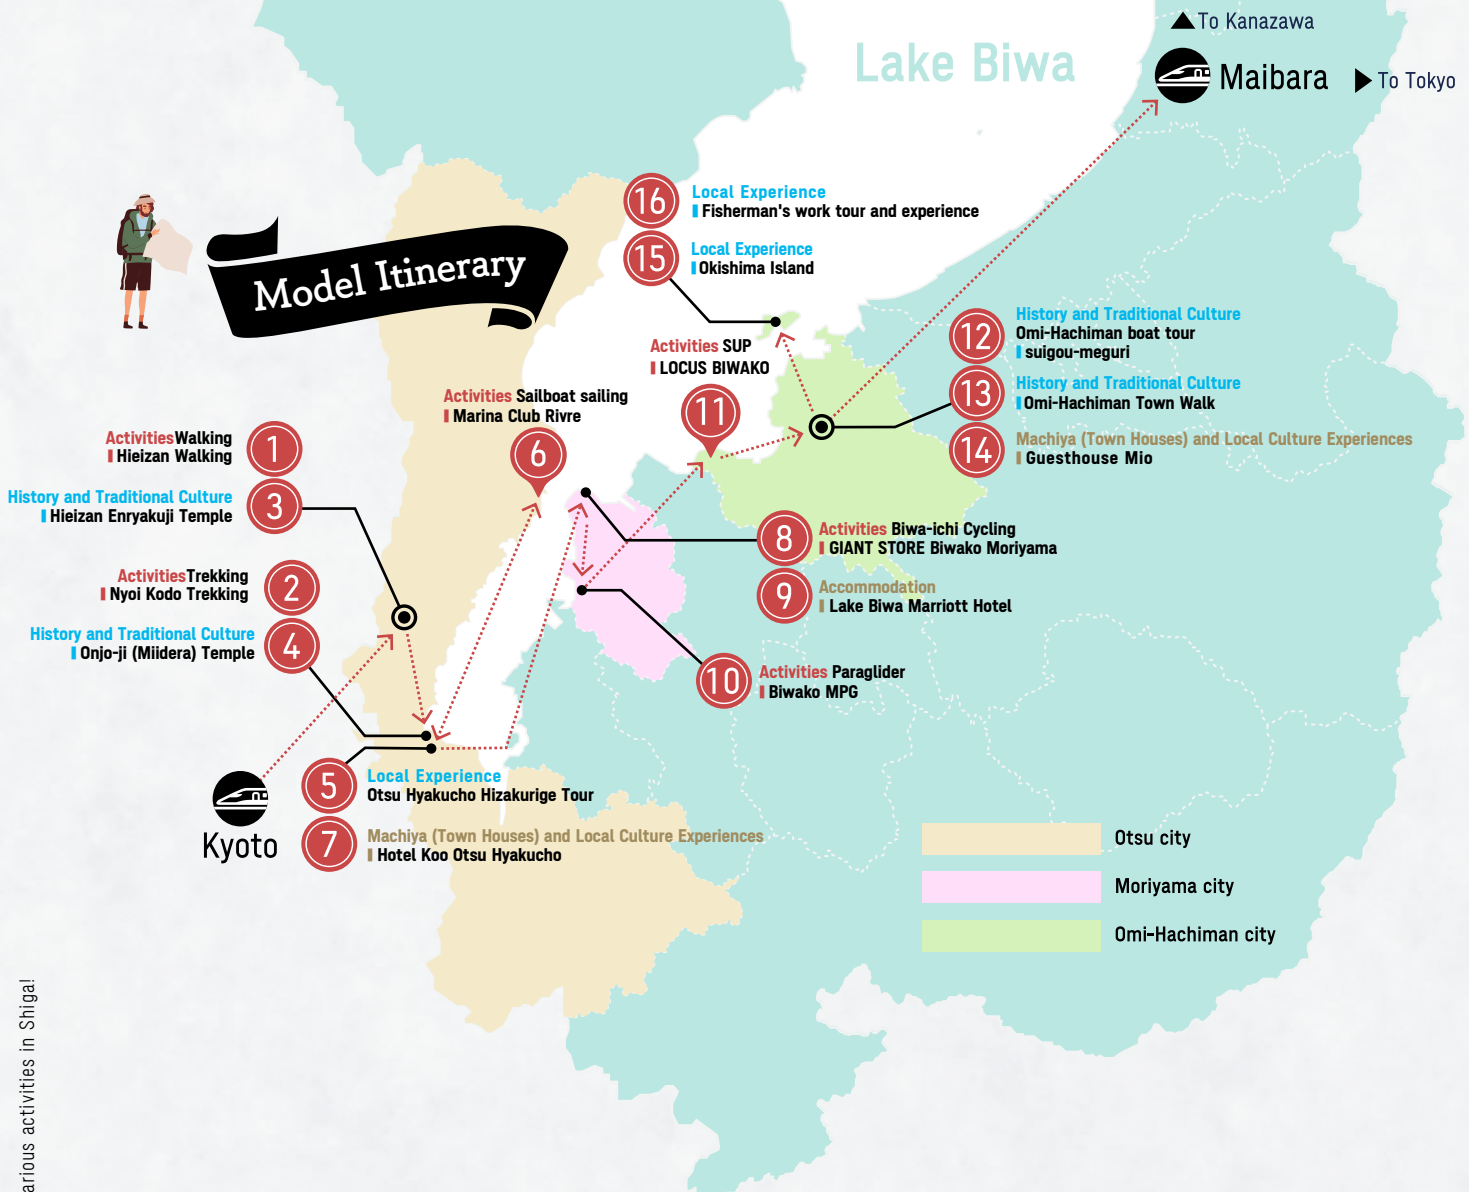 To Kanazawa
Lake Biwa
Maibara
To Tokyo
Model Itinerary
16
Local Experience
Fisherman's work tour and experience
15
Local Experience
Okishima Island
Activities SUP
LOCUS BIWAKO
11
12
History and Traditional Culture
Omi-Hachiman boat tour
suigou-meguri
13
History and Traditional Culture
Omi-Hachiman Town Walk
14
Machiya (Town Houses) and Local Culture Experiences
Guesthouse Mio
Activities Sailboat sailing
Marina Club Rivre
6
Activities Walking
Hieizan Walking
1
History and Traditional Culture
Hieizan Enryakuji Temple
3
Activities Trekking
Nyoi Kodo Trekking
2
History and Traditional Culture
Onjo-ji (Miidera) Temple
4
8
Activities Biwa-ichi Cycling
GIANT STORE Biwako Moriyama
9
Accommodation
Lake Biwa Marriott Hotel
10
Activities Paraglider
Biwako MPG
Kyoto
5
Local Experience
Otsu Hyakucho Hizakurige Tour
7
Machiya (Town Houses) and Local Culture Experiences
Hotel Koo Otsu Hyakucho
Otsu city
Moriyama city
Omi-Hachiman city
arious activities in Shiga!